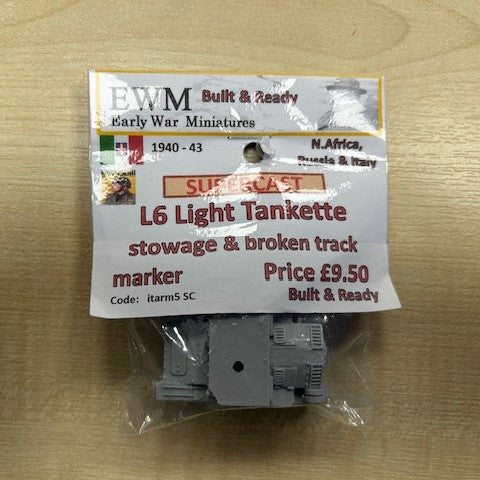 EWM Built & Ready
Early War Miniatures
1940 - 43 N.Africa,
Russia & Italy
SUPERCAST
L6 Light Tankette
stowage & broken track
marker Price £9.50
Code: itarm5 SC Built & Ready